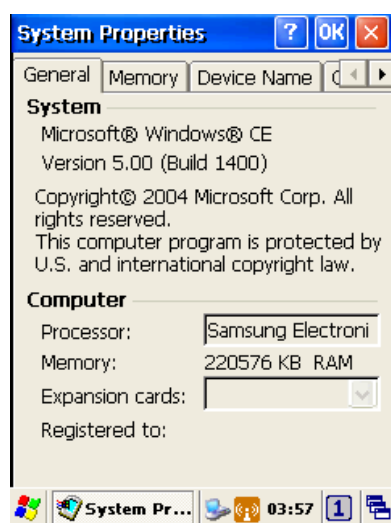 System Properties ? OK ×
General Memory Device Name
System
Microsoft® Windows® CE
Version 5.00 (Build 1400)
Copyright© 2004 Microsoft Corp. All
rights reserved.
This computer program is protected by
U.S. and international copyright law.
Computer
Processor: Samsung Electroni
Memory: 220576 KB RAM
Expansion cards:
Registered to:
System Pr... 03:57 1